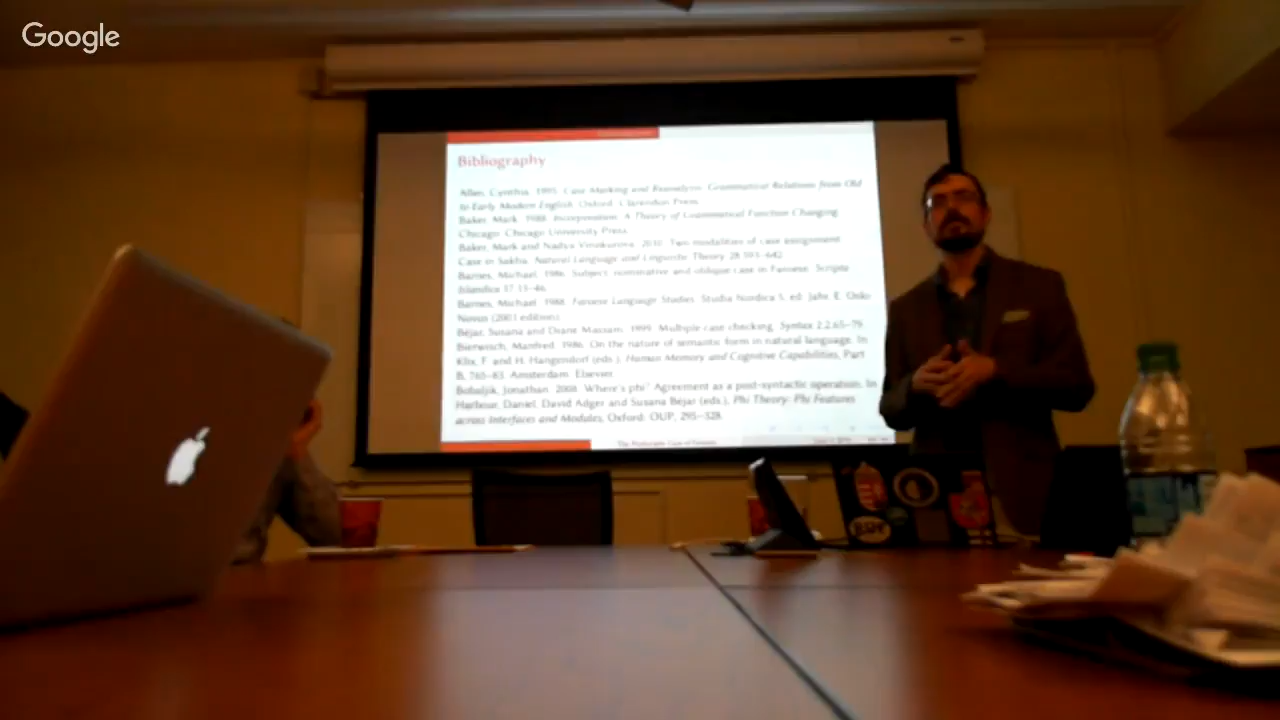 Google
Bibliography
Allen, Cynthia. 1995. Case Marking and Reanalysis: Grammatical Relations from Old
to Early Modern English. Oxford: Clarendon Press.
Baker, Mark. 1988. Incorporation: A Theory of Grammatical Function Changing.
Chicago: Chicago University Press.
Baker, Mark and Nadya Vinokurova. 2010. Two modalities of case assignment
Case in Sakha. Natural Language and Linguistic Theory 28:593–642.
Barnes, Michael. 1986. Subject, nominative and oblique case in Faroese. Scripta
Islandica 37:13–46.
Barnes, Michael. 1988. Faroese Language Studies. Studia Nordica 5, ed. Jahr, E. Oslo:
Novus (2001 edition).
Béjar, Susana and Diane Massam. 1999. Multiple case checking. Syntax 2.2:65–79.
Bierwisch, Manfred. 1986. On the nature of semantic form in natural language. In
Klix, F. and H. Hangendorf (eds.), Human Memory and Cognitive Capabilities, Part
B, 765–83. Amsterdam: Elsevier.
Bobaljik, Jonathan. 2008. Where's phi? Agreement as a post-syntactic operation. In
Harbour, Daniel, David Adger and Susana Béjar (eds.), Phi Theory: Phi Features
across Interfaces and Modules, Oxford: OUP, 295–328.